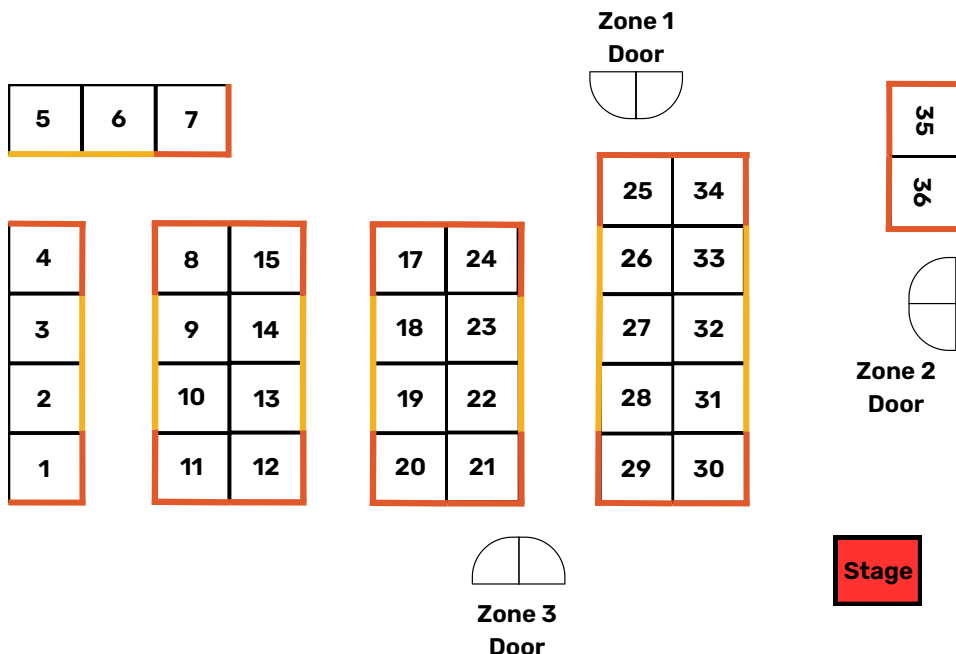 Zone 1
Door
5 6 7
35
36
25 34
4 8 15 17 24 26 33
3 9 14 18 23 27 32
2 10 13 19 22 28 31
Zone 2
Door
1 11 12 20 21 29 30
Stage
Zone 3
Door